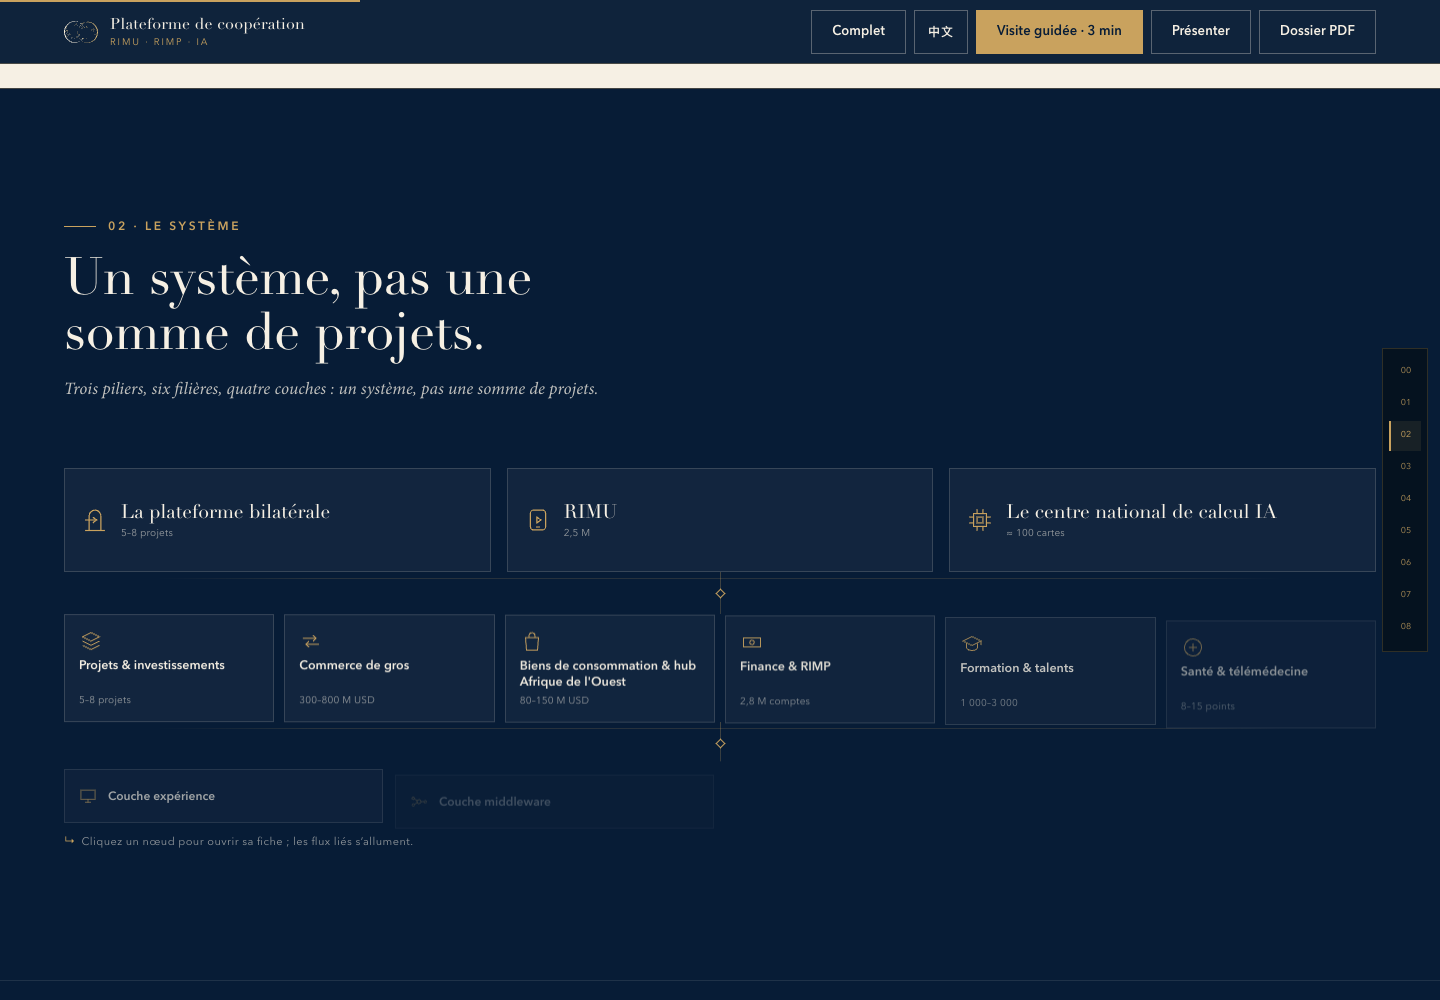 Plateforme de coopération
RIMU · RIMP · IA
Complet
中文
Visite guidée · 3 min
Présenter
Dossier PDF
02 · LE SYSTÈME
Un système, pas une
somme de projets.
Trois piliers, six filières, quatre couches : un système, pas une somme de projets.
La plateforme bilatérale
5–8 projets
RIMU
2,5 M
Le centre national de calcul IA
≈ 100 cartes
Projets & investissements
5–8 projets
Commerce de gros
300–800 M USD
Biens de consommation & hub
Afrique de l'Ouest
80–150 M USD
Finance & RIMP
2,8 M comptes
Formation & talents
1 000–3 000
Santé & télémédecine
8–15 points
Couche expérience
Couche middleware
↳ Cliquez un nœud pour ouvrir sa fiche ; les flux liés s’allument.
00
01
02
03
04
05
06
07
08